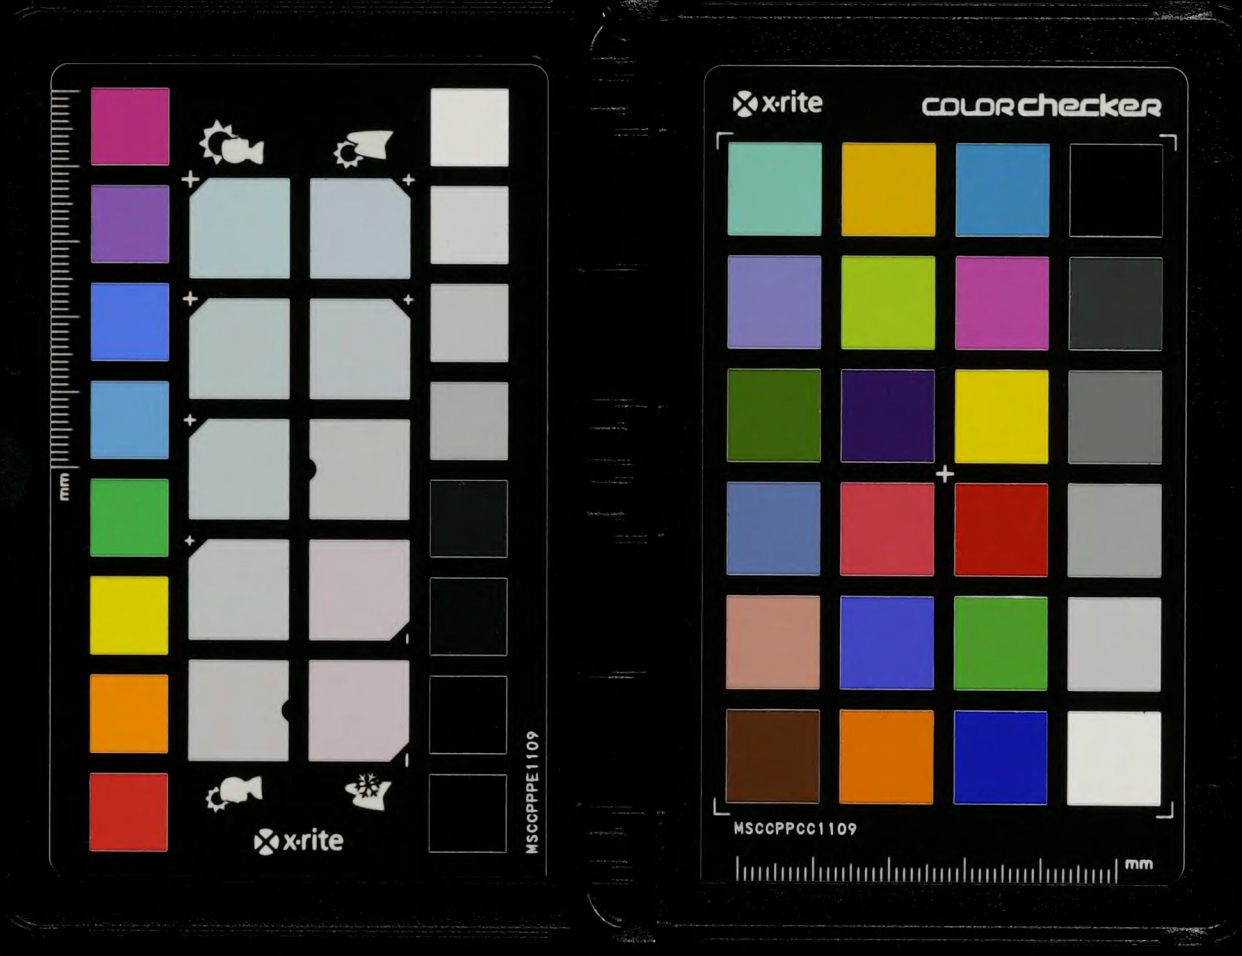 x-rite
colorchecker
mm
MSCCPPPE1109
x-rite
MSCCPPCC1109
mm